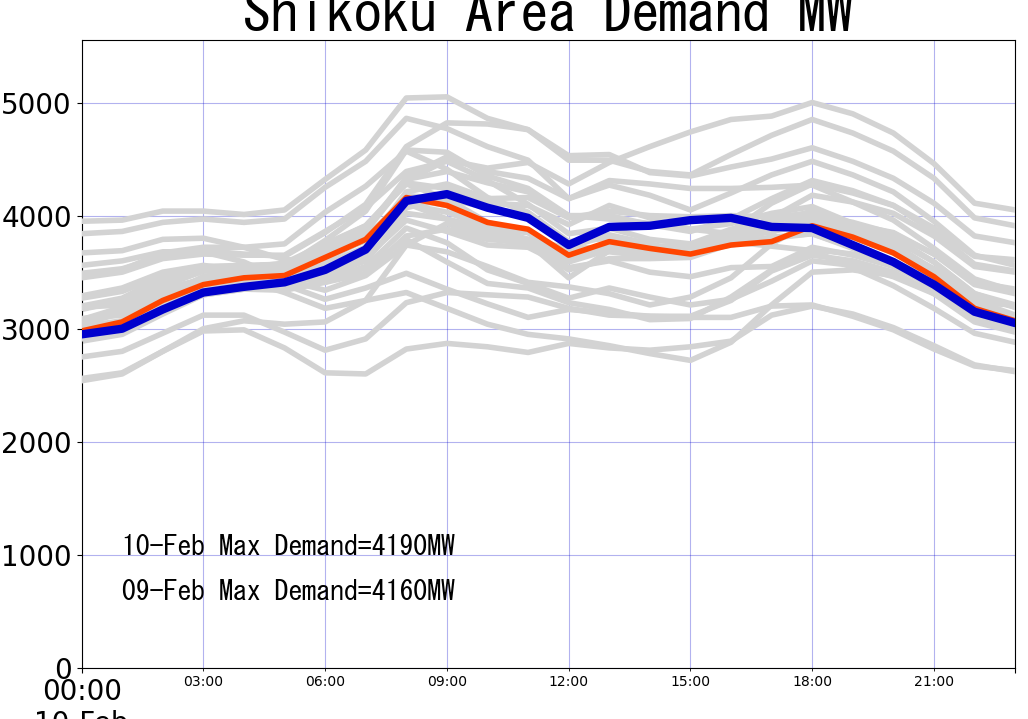 Shikoku Area Demand MW
5000
4000
3000
2000
1000
0
10-Feb Max Demand=4190MW
09-Feb Max Demand=4160MW
00:00 03:00 06:00 09:00 12:00 15:00 18:00 21:00
10-Feb